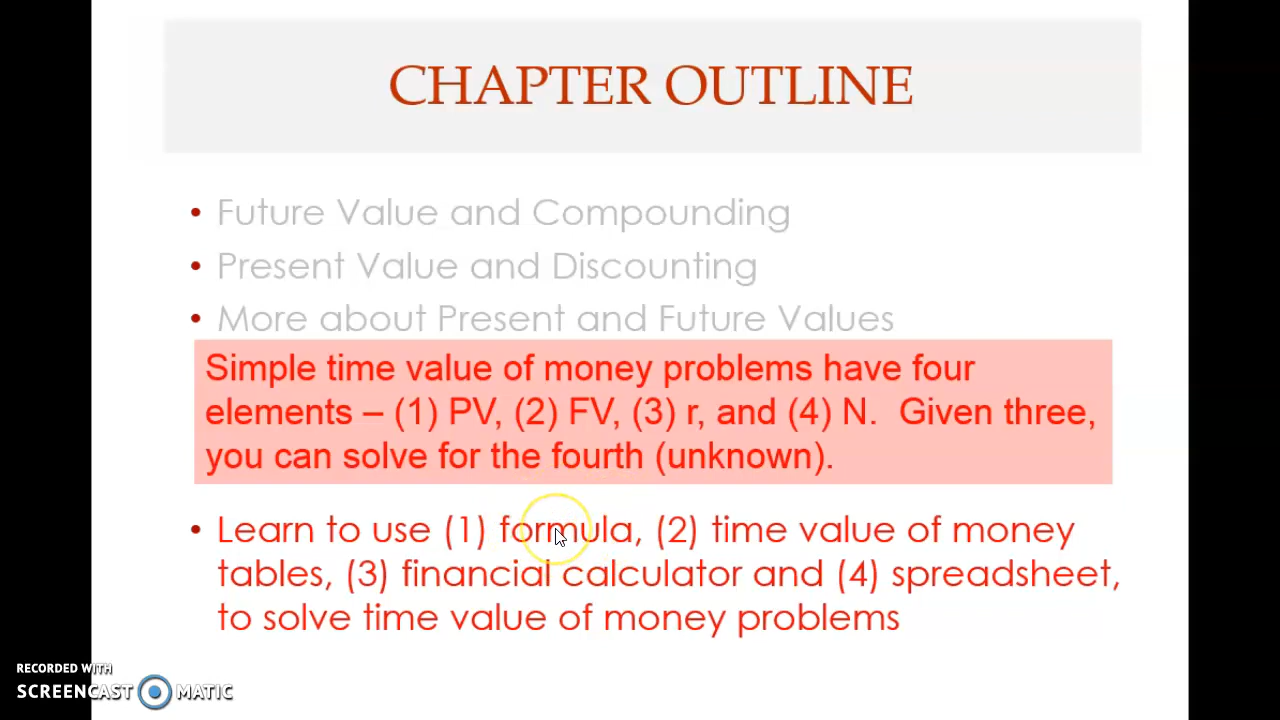 CHAPTER OUTLINE
• Future Value and Compounding
• Present Value and Discounting
• More about Present and Future Values
Simple time value of money problems have four
elements – (1) PV, (2) FV, (3) r, and (4) N. Given three,
you can solve for the fourth (unknown).
• Learn to use (1) formula, (2) time value of money
tables, (3) financial calculator and (4) spreadsheet,
to solve time value of money problems
RECORDED WITH
SCREENCAST MATIC